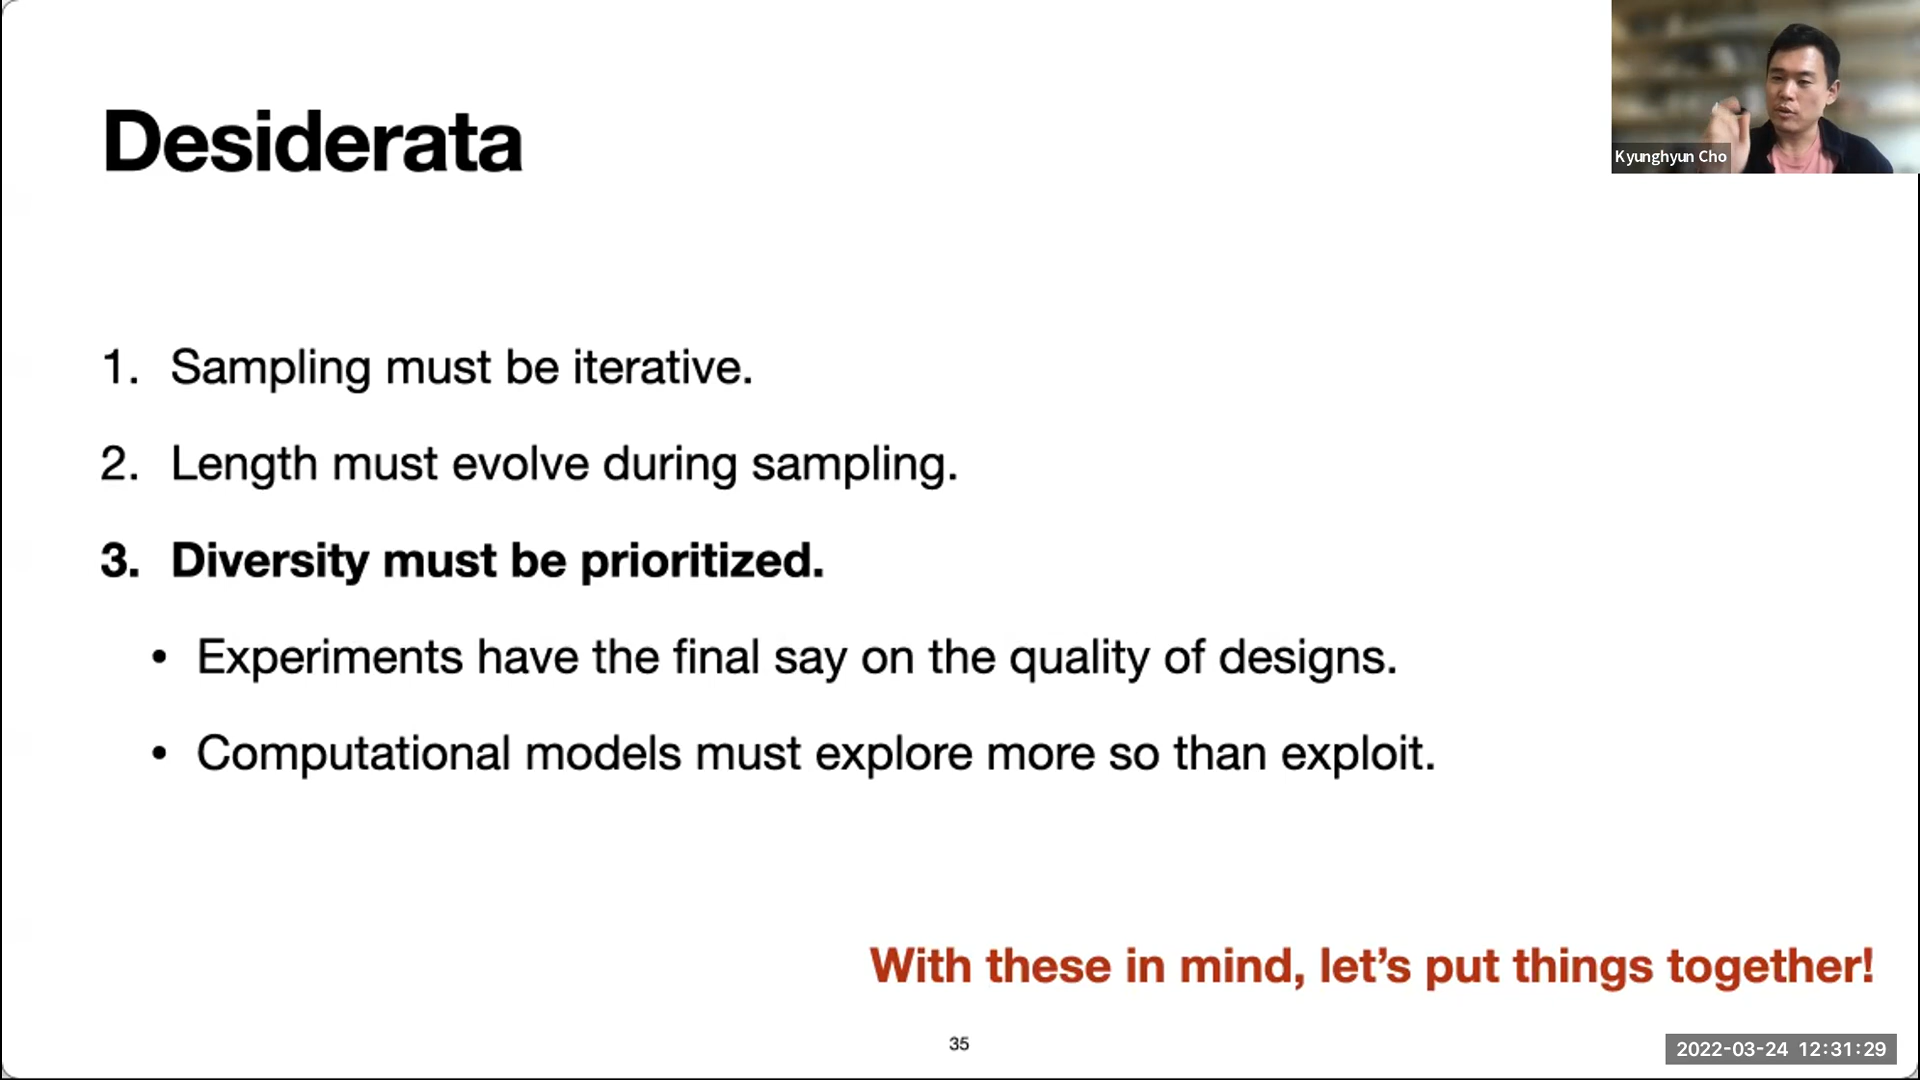 Desiderata
Kyunghyun Cho
1. Sampling must be iterative.
2. Length must evolve during sampling.
3. Diversity must be prioritized.
• Experiments have the final say on the quality of designs.
• Computational models must explore more so than exploit.
With these in mind, let’s put things together!
35
2022-03-24 12:31:29